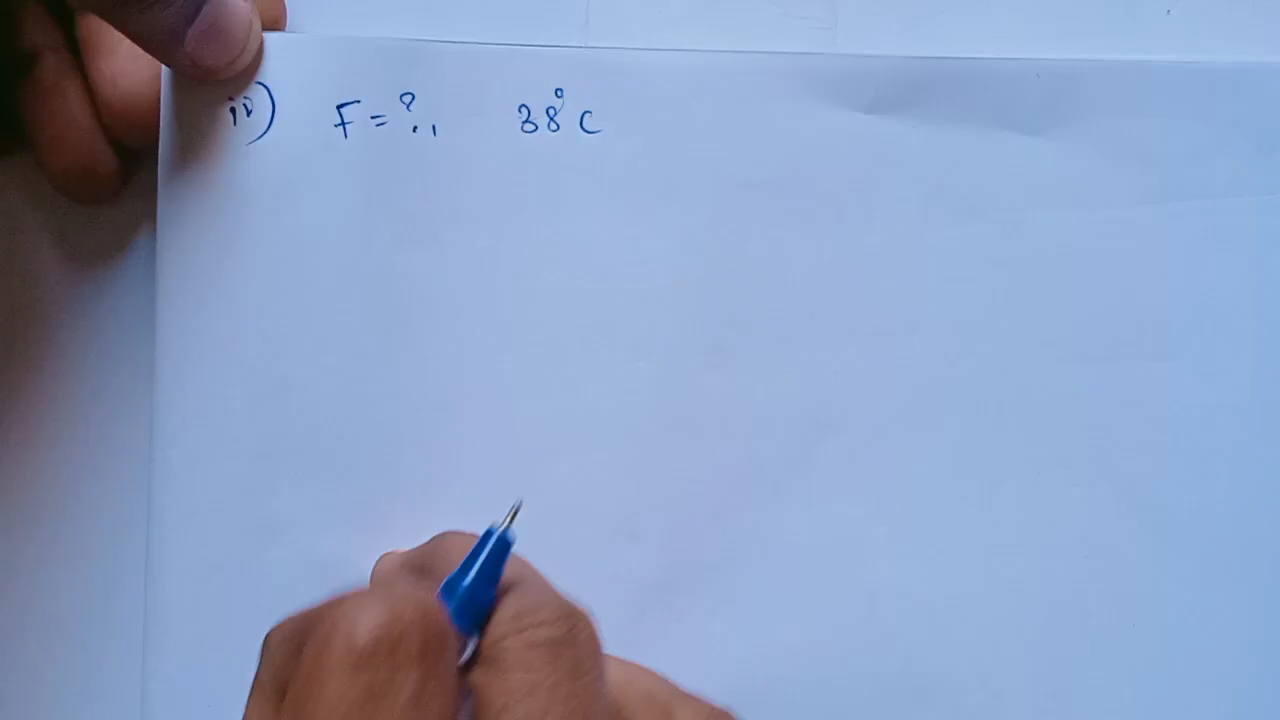 iv) F = ?., 38°C